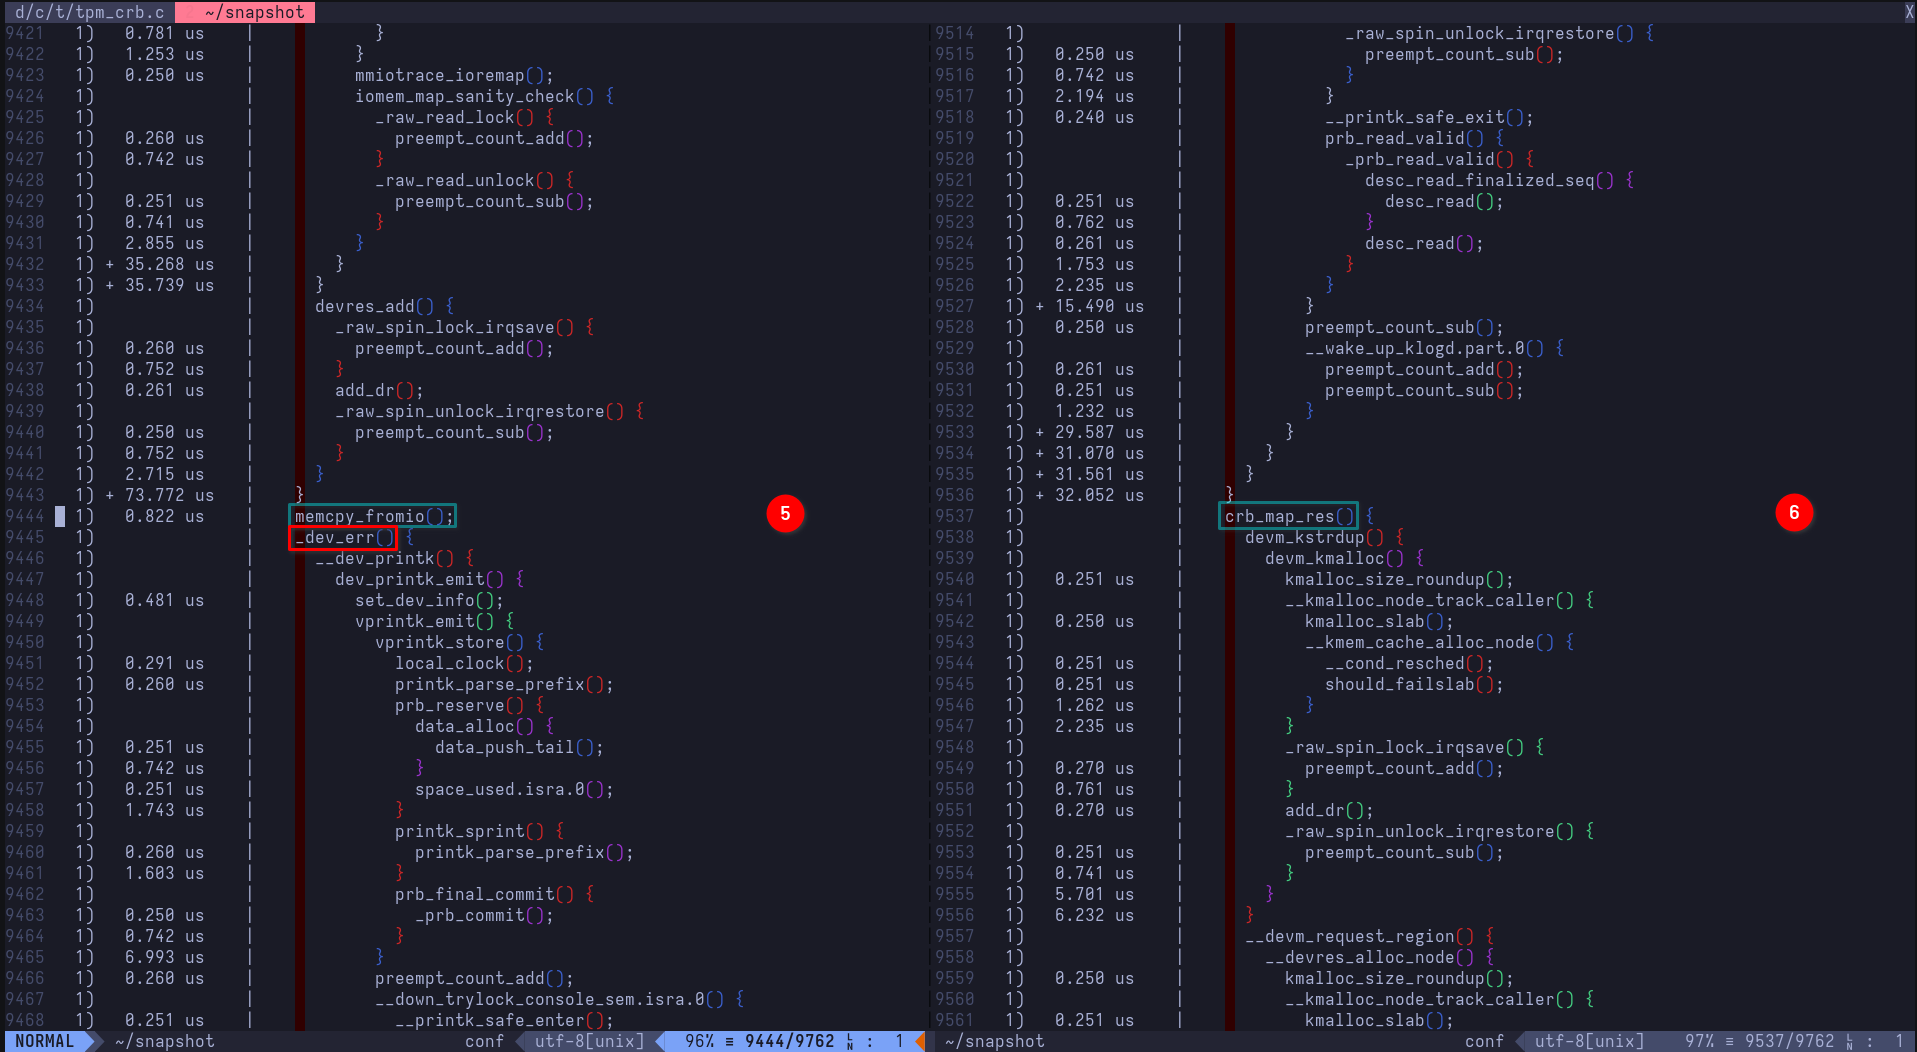 d/c/t/tpm_crb.c ~/snapshot X
9421 1) 0.781 us | }
9422 1) 1.253 us | }
9423 1) 0.250 us | mmiotrace_ioremap();
9424 1) | iomem_map_sanity_check() {
9425 1) | _raw_read_lock() {
9426 1) 0.260 us | preempt_count_add();
9427 1) 0.742 us | }
9428 1) | _raw_read_unlock() {
9429 1) 0.251 us | preempt_count_sub();
9430 1) 0.741 us | }
9431 1) 2.855 us | }
9432 1) + 35.268 us | }
9433 1) + 35.739 us | }
9434 1) | devres_add() {
9435 1) | _raw_spin_lock_irqsave() {
9436 1) 0.260 us | preempt_count_add();
9437 1) 0.752 us | }
9438 1) 0.261 us | add_dr();
9439 1) | _raw_spin_unlock_irqrestore() {
9440 1) 0.250 us | preempt_count_sub();
9441 1) 0.752 us | }
9442 1) 2.715 us | }
9443 1) + 73.772 us | }
9444 1) 0.822 us | memcpy_fromio(); 5
9445 1) | _dev_err() {
9446 1) | __dev_printk() {
9447 1) | dev_printk_emit() {
9448 1) 0.481 us | set_dev_info();
9449 1) | vprintk_emit() {
9450 1) | vprintk_store() {
9451 1) 0.291 us | local_clock();
9452 1) 0.260 us | printk_parse_prefix();
9453 1) | prb_reserve() {
9454 1) | data_alloc() {
9455 1) 0.251 us | data_push_tail();
9456 1) 0.742 us | }
9457 1) 0.251 us | space_used.isra.0();
9458 1) 1.743 us | }
9459 1) | printk_sprint() {
9460 1) 0.260 us | printk_parse_prefix();
9461 1) 1.603 us | }
9462 1) | prb_final_commit() {
9463 1) 0.250 us | _prb_commit();
9464 1) 0.742 us | }
9465 1) 6.993 us | }
9466 1) 0.260 us | preempt_count_add();
9467 1) | __down_trylock_console_sem.isra.0() {
9468 1) 0.251 us | __printk_safe_enter();
NORMAL ~/snapshot conf utf-8[unix] 96% ≡ 9444/9762 LN : 1
9514 1) | _raw_spin_unlock_irqrestore() {
9515 1) 0.250 us | preempt_count_sub();
9516 1) 0.742 us | }
9517 1) 2.194 us | }
9518 1) 0.240 us | __printk_safe_exit();
9519 1) | prb_read_valid() {
9520 1) | _prb_read_valid() {
9521 1) | desc_read_finalized_seq() {
9522 1) 0.251 us | desc_read();
9523 1) 0.762 us | }
9524 1) 0.261 us | desc_read();
9525 1) 1.753 us | }
9526 1) 2.235 us | }
9527 1) + 15.490 us | }
9528 1) 0.250 us | preempt_count_sub();
9529 1) | __wake_up_klogd.part.0() {
9530 1) 0.261 us | preempt_count_add();
9531 1) 0.251 us | preempt_count_sub();
9532 1) 1.232 us | }
9533 1) + 29.587 us | }
9534 1) + 31.070 us | }
9535 1) + 31.561 us | }
9536 1) + 32.052 us | }
9537 1) | crb_map_res() { 6
9538 1) | devm_kstrdup() {
9539 1) | devm_kmalloc() {
9540 1) 0.251 us | kmalloc_size_roundup();
9541 1) | __kmalloc_node_track_caller() {
9542 1) 0.250 us | kmalloc_slab();
9543 1) | __kmem_cache_alloc_node() {
9544 1) 0.251 us | __cond_resched();
9545 1) 0.251 us | should_failslab();
9546 1) 1.262 us | }
9547 1) 2.235 us | }
9548 1) | _raw_spin_lock_irqsave() {
9549 1) 0.270 us | preempt_count_add();
9550 1) 0.761 us | }
9551 1) 0.270 us | add_dr();
9552 1) | _raw_spin_unlock_irqrestore() {
9553 1) 0.251 us | preempt_count_sub();
9554 1) 0.741 us | }
9555 1) 5.701 us | }
9556 1) 6.232 us | }
9557 1) | __devm_request_region() {
9558 1) | __devres_alloc_node() {
9559 1) 0.250 us | kmalloc_size_roundup();
9560 1) | __kmalloc_node_track_caller() {
9561 1) 0.251 us | kmalloc_slab();
~/snapshot conf utf-8[unix] 97% ≡ 9537/9762 LN : 1